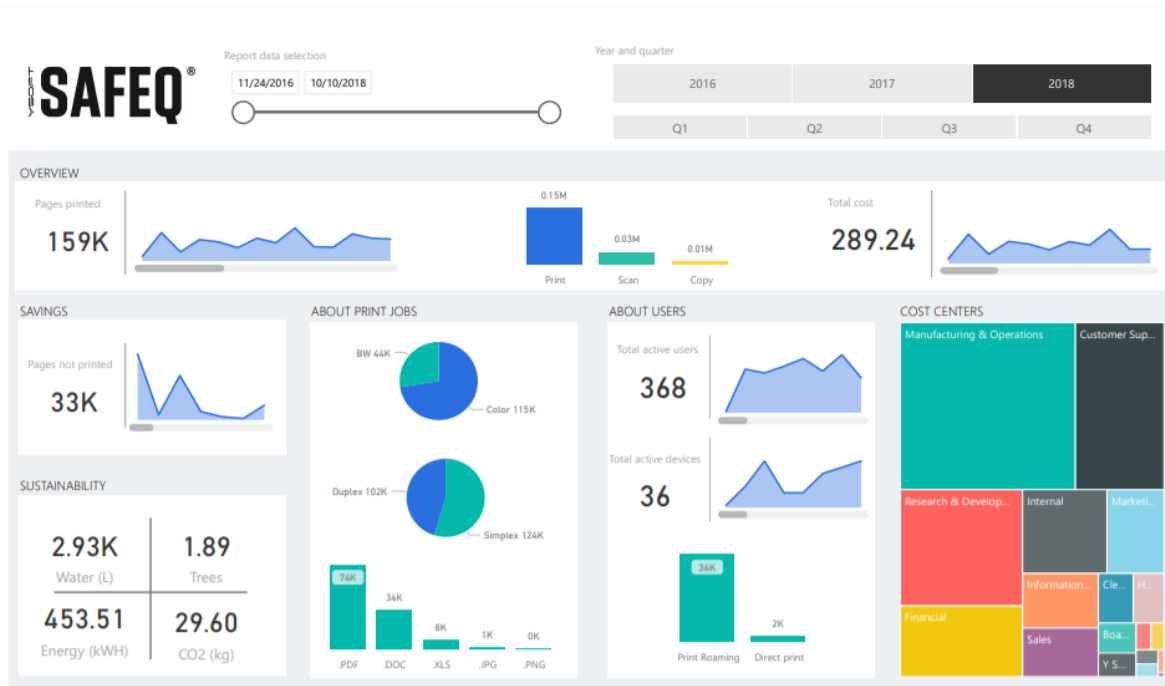 Report data selection
Year and quarter
YSOFT
SAFEQ®
11/24/2016
10/10/2018
2016
2017
2018
Q1
Q2
Q3
Q4
OVERVIEW
Pages printed
159K
0.15M
0.03M
0.01M
Print
Scan
Copy
Total cost
289.24
SAVINGS
Pages not printed
33K
SUSTAINABILITY
2.93K
Water (L)
1.89
Trees
453.51
Energy (kWH)
29.60
CO2 (kg)
ABOUT PRINT JOBS
BW 44K
Color 115K
Duplex 102K
Simplex 124K
74K
34K
8K
1K
0K
.PDF
.DOC
.XLS
.JPG
.PNG
ABOUT USERS
Total active users
368
Total active devices
36
36K
2K
Print Roaming
Direct print
COST CENTERS
Manufacturing & Operations
Customer Sup...
Research & Develop...
Internal
Marketi...
Information...
Cle...
H...
Financial
Sales
Boa...
Y S...